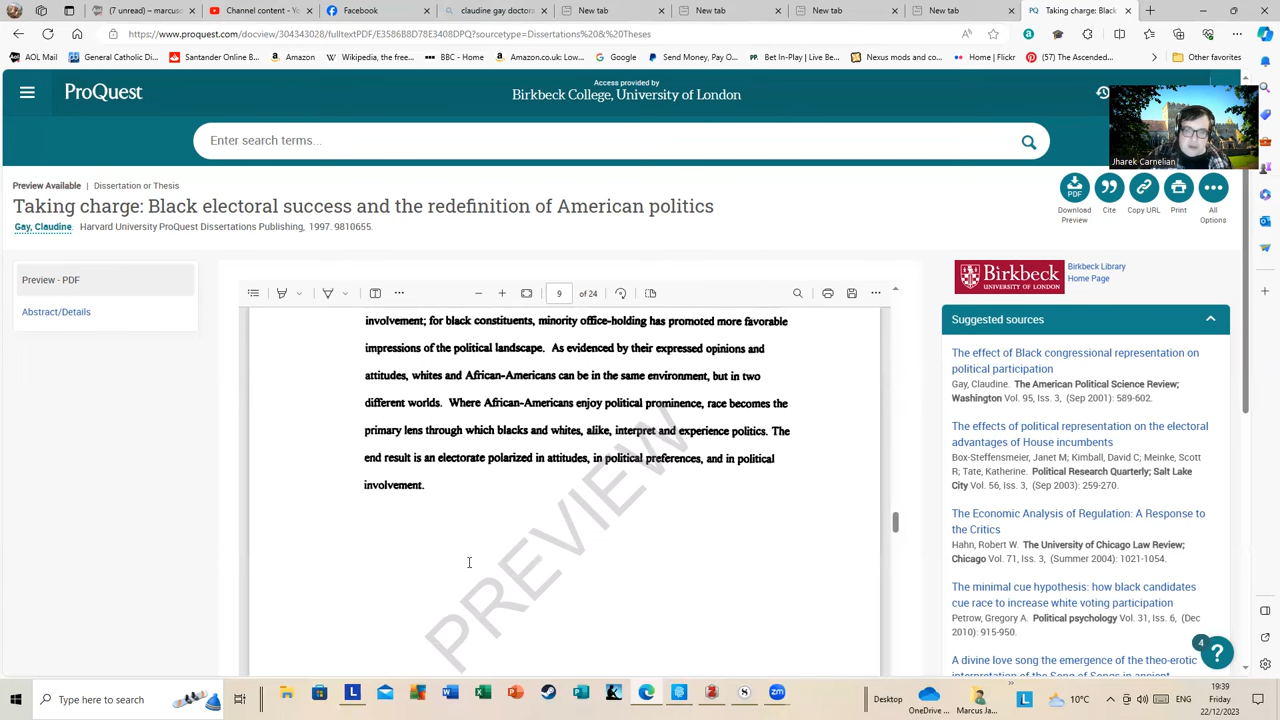 (7 unread) – marcus_
Channel content - Y
Facebook
claudine gay doctor
New Tab
New tab
New tab
New tab
Taking cha
https://www.proquest.com/docview/304343028/fulltextPDF/E3586B8D78E3408DPQ?sourcetype=Dissertations%20&%20Theses
AOL Mail
General Catholic Di...
Santander Online B...
Amazon
Wikipedia, the free...
BBC - Home
Amazon.co.uk: Low...
Google
Send Money, Pay O...
Bet In-Play | Live Be...
Nexus mods and co...
Home | Flickr
(57) The Ascended...
Other favorites
ProQuest
Access provided by
Birkbeck College, University of London
Enter search terms...
Jharek Carnelian
Preview Available | Dissertation or Thesis
Taking charge: Black electoral success and the redefinition of American politics
Gay, Claudine. Harvard University ProQuest Dissertations Publishing, 1997. 9810655.
PDF
Download Preview
Cite
Copy URL
Print
All Options
Preview - PDF
Abstract/Details
9 of 24
involvement; for black constituents, minority office-holding has promoted more favorable
impressions of the political landscape. As evidenced by their expressed opinions and
attitudes, whites and African-Americans can be in the same environment, but in two
different worlds. Where African-Americans enjoy political prominence, race becomes the
primary lens through which blacks and whites, alike, interpret and experience politics. The
end result is an electorate polarized in attitudes, in political preferences, and in political
involvement.
PREVIEW
Birkbeck
UNIVERSITY OF LONDON
Birkbeck Library
Home Page
Suggested sources
The effect of Black congressional representation on
political participation
Gay, Claudine. The American Political Science Review;
Washington Vol. 95, Iss. 3, (Sep 2001): 589-602.
The effects of political representation on the electoral
advantages of House incumbents
Box-Steffensmeier, Janet M; Kimball, David C; Meinke, Scott
R; Tate, Katherine. Political Research Quarterly; Salt Lake
City Vol. 56, Iss. 3, (Sep 2003): 259-270.
The Economic Analysis of Regulation: A Response to
the Critics
Hahn, Robert W. The University of Chicago Law Review;
Chicago Vol. 71, Iss. 3, (Summer 2004): 1021-1054.
The minimal cue hypothesis: how black candidates
cue race to increase white voting participation
Petrow, Gregory A. Political psychology Vol. 31, Iss. 6, (Dec
2010): 915-950.
4
?
A divine love song the emergence of the theo-erotic
interpretation of the Song of Songs in ancient
Type here to search
Desktop
OneDrive ...
Marcus Ja...
10°C
19:39
Friday
22/12/2023